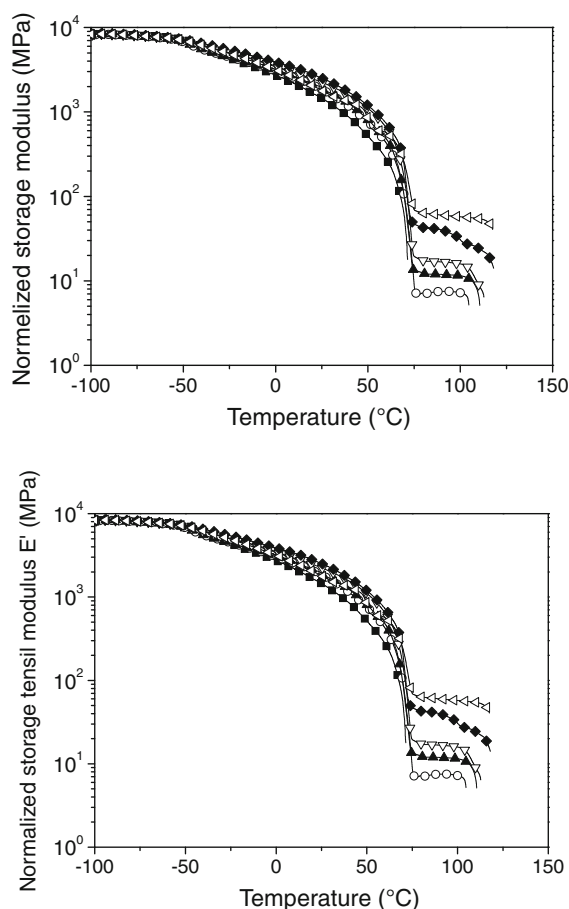 Normelized storage modulus (MPa)
10⁴
10³
10²
10¹
10⁰
-100 -50 0 50 100 150
Temperature (°C)
Normalized storage tensil modulus E' (MPa)
10⁴
10³
10²
10¹
10⁰
-100 -50 0 50 100 150
Temperature (°C)